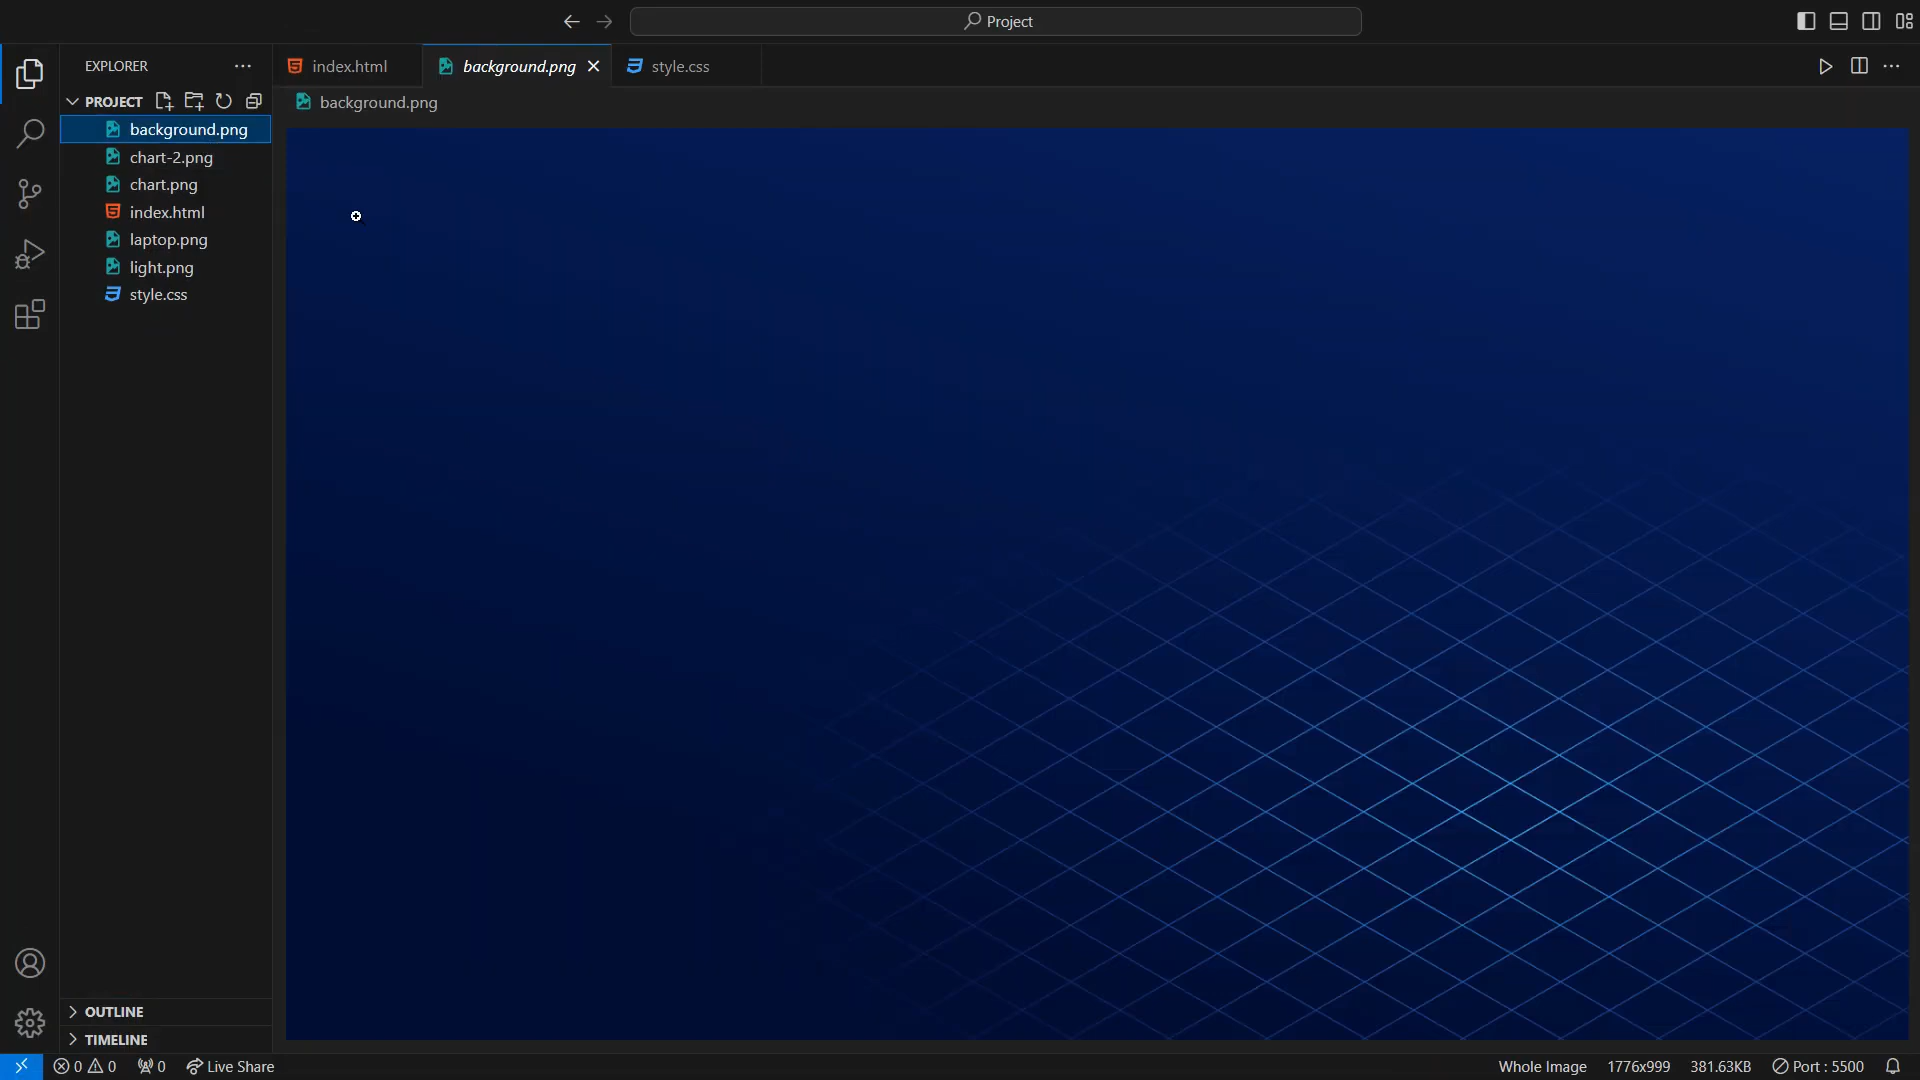 Project
EXPLORER
index.html
background.png
style.css
PROJECT
background.png
background.png
chart-2.png
chart.png
index.html
laptop.png
light.png
style.css
OUTLINE
TIMELINE
0 0 0 Live Share
Whole Image 1776x999 381.63KB Port : 5500